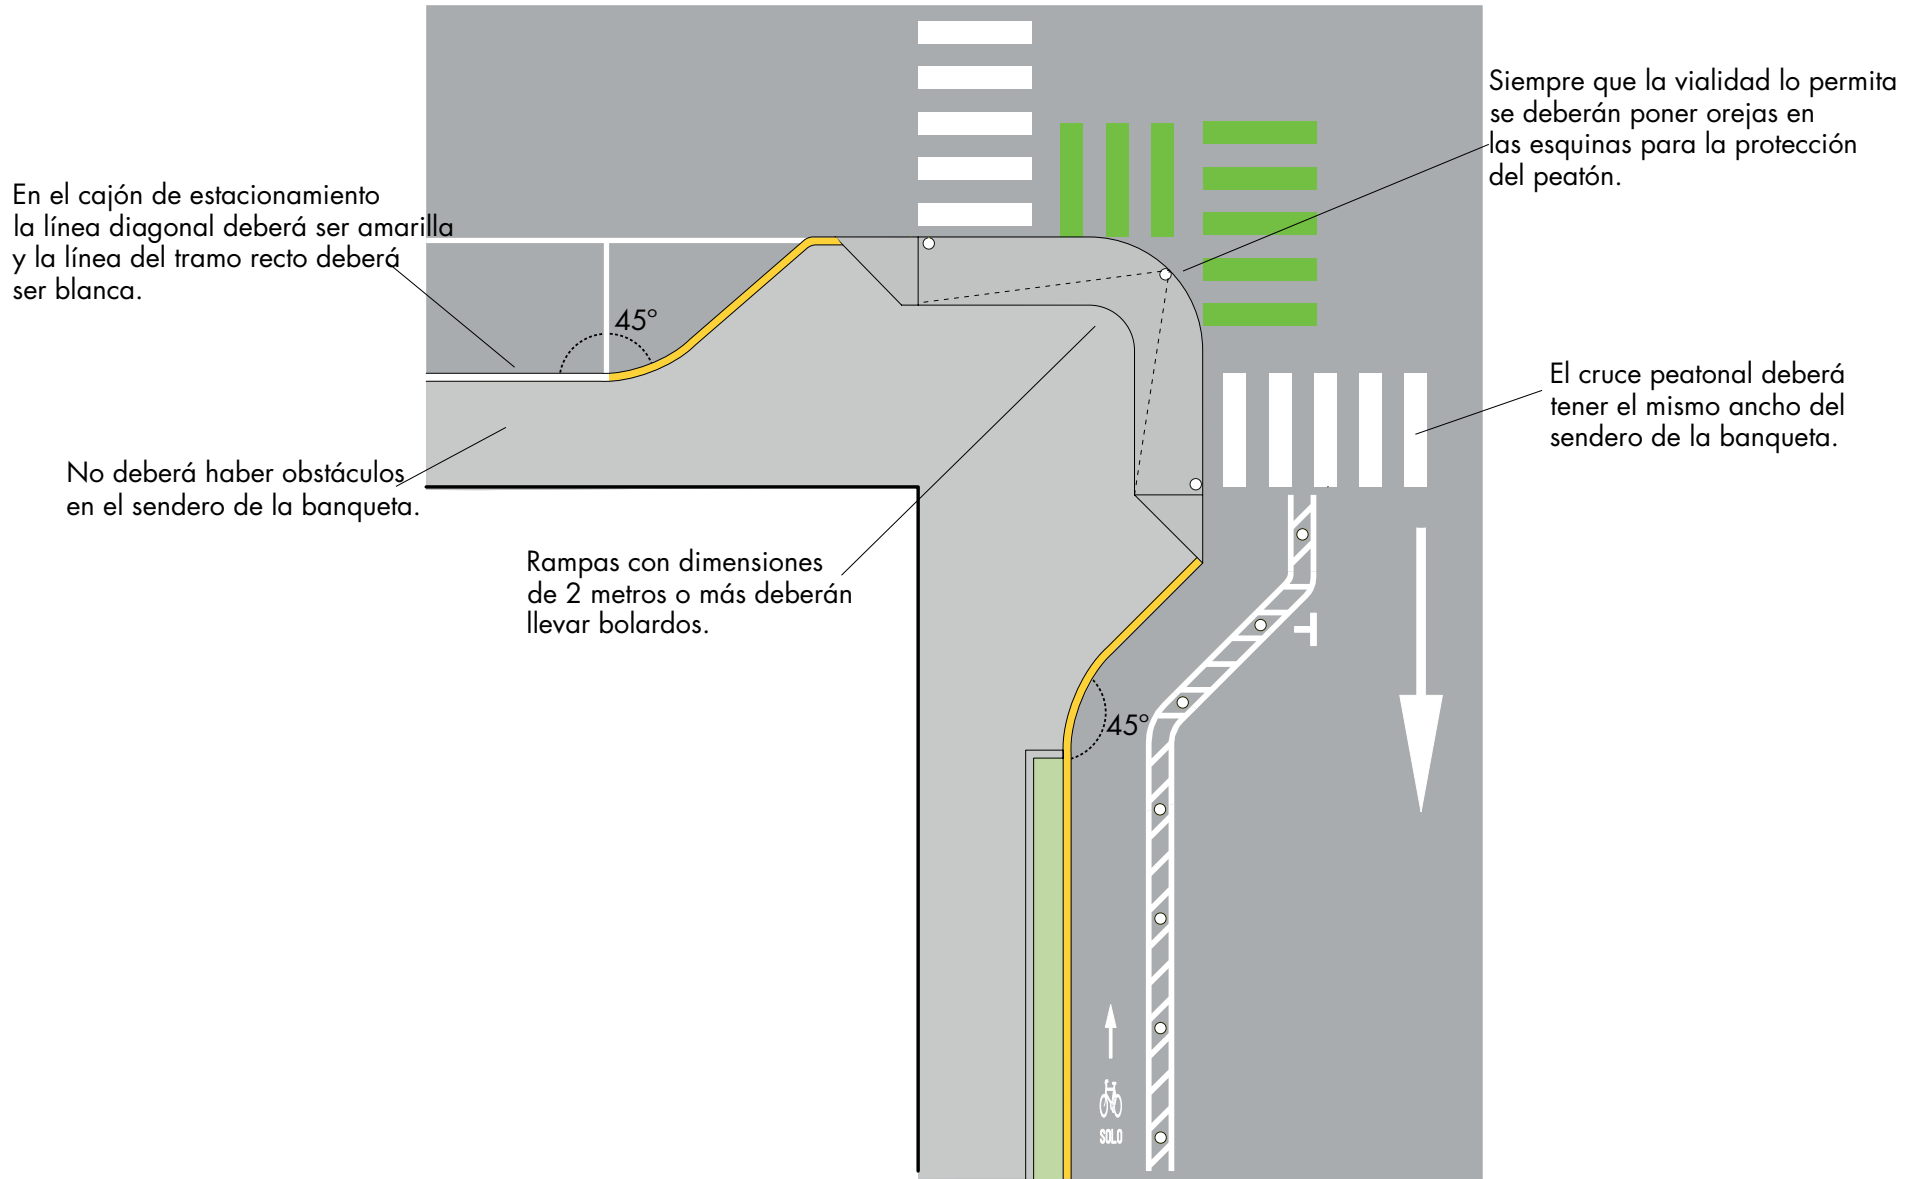 Siempre que la vialidad lo permita
se deberán poner orejas en
las esquinas para la protección
del peatón.
En el cajón de estacionamiento
la línea diagonal deberá ser amarilla
y la línea del tramo recto deberá
ser blanca.
45º
El cruce peatonal deberá
tener el mismo ancho del
sendero de la banqueta.
No deberá haber obstáculos
en el sendero de la banqueta.
Rampas con dimensiones
de 2 metros o más deberán
llevar bolardos.
45º
SOLO